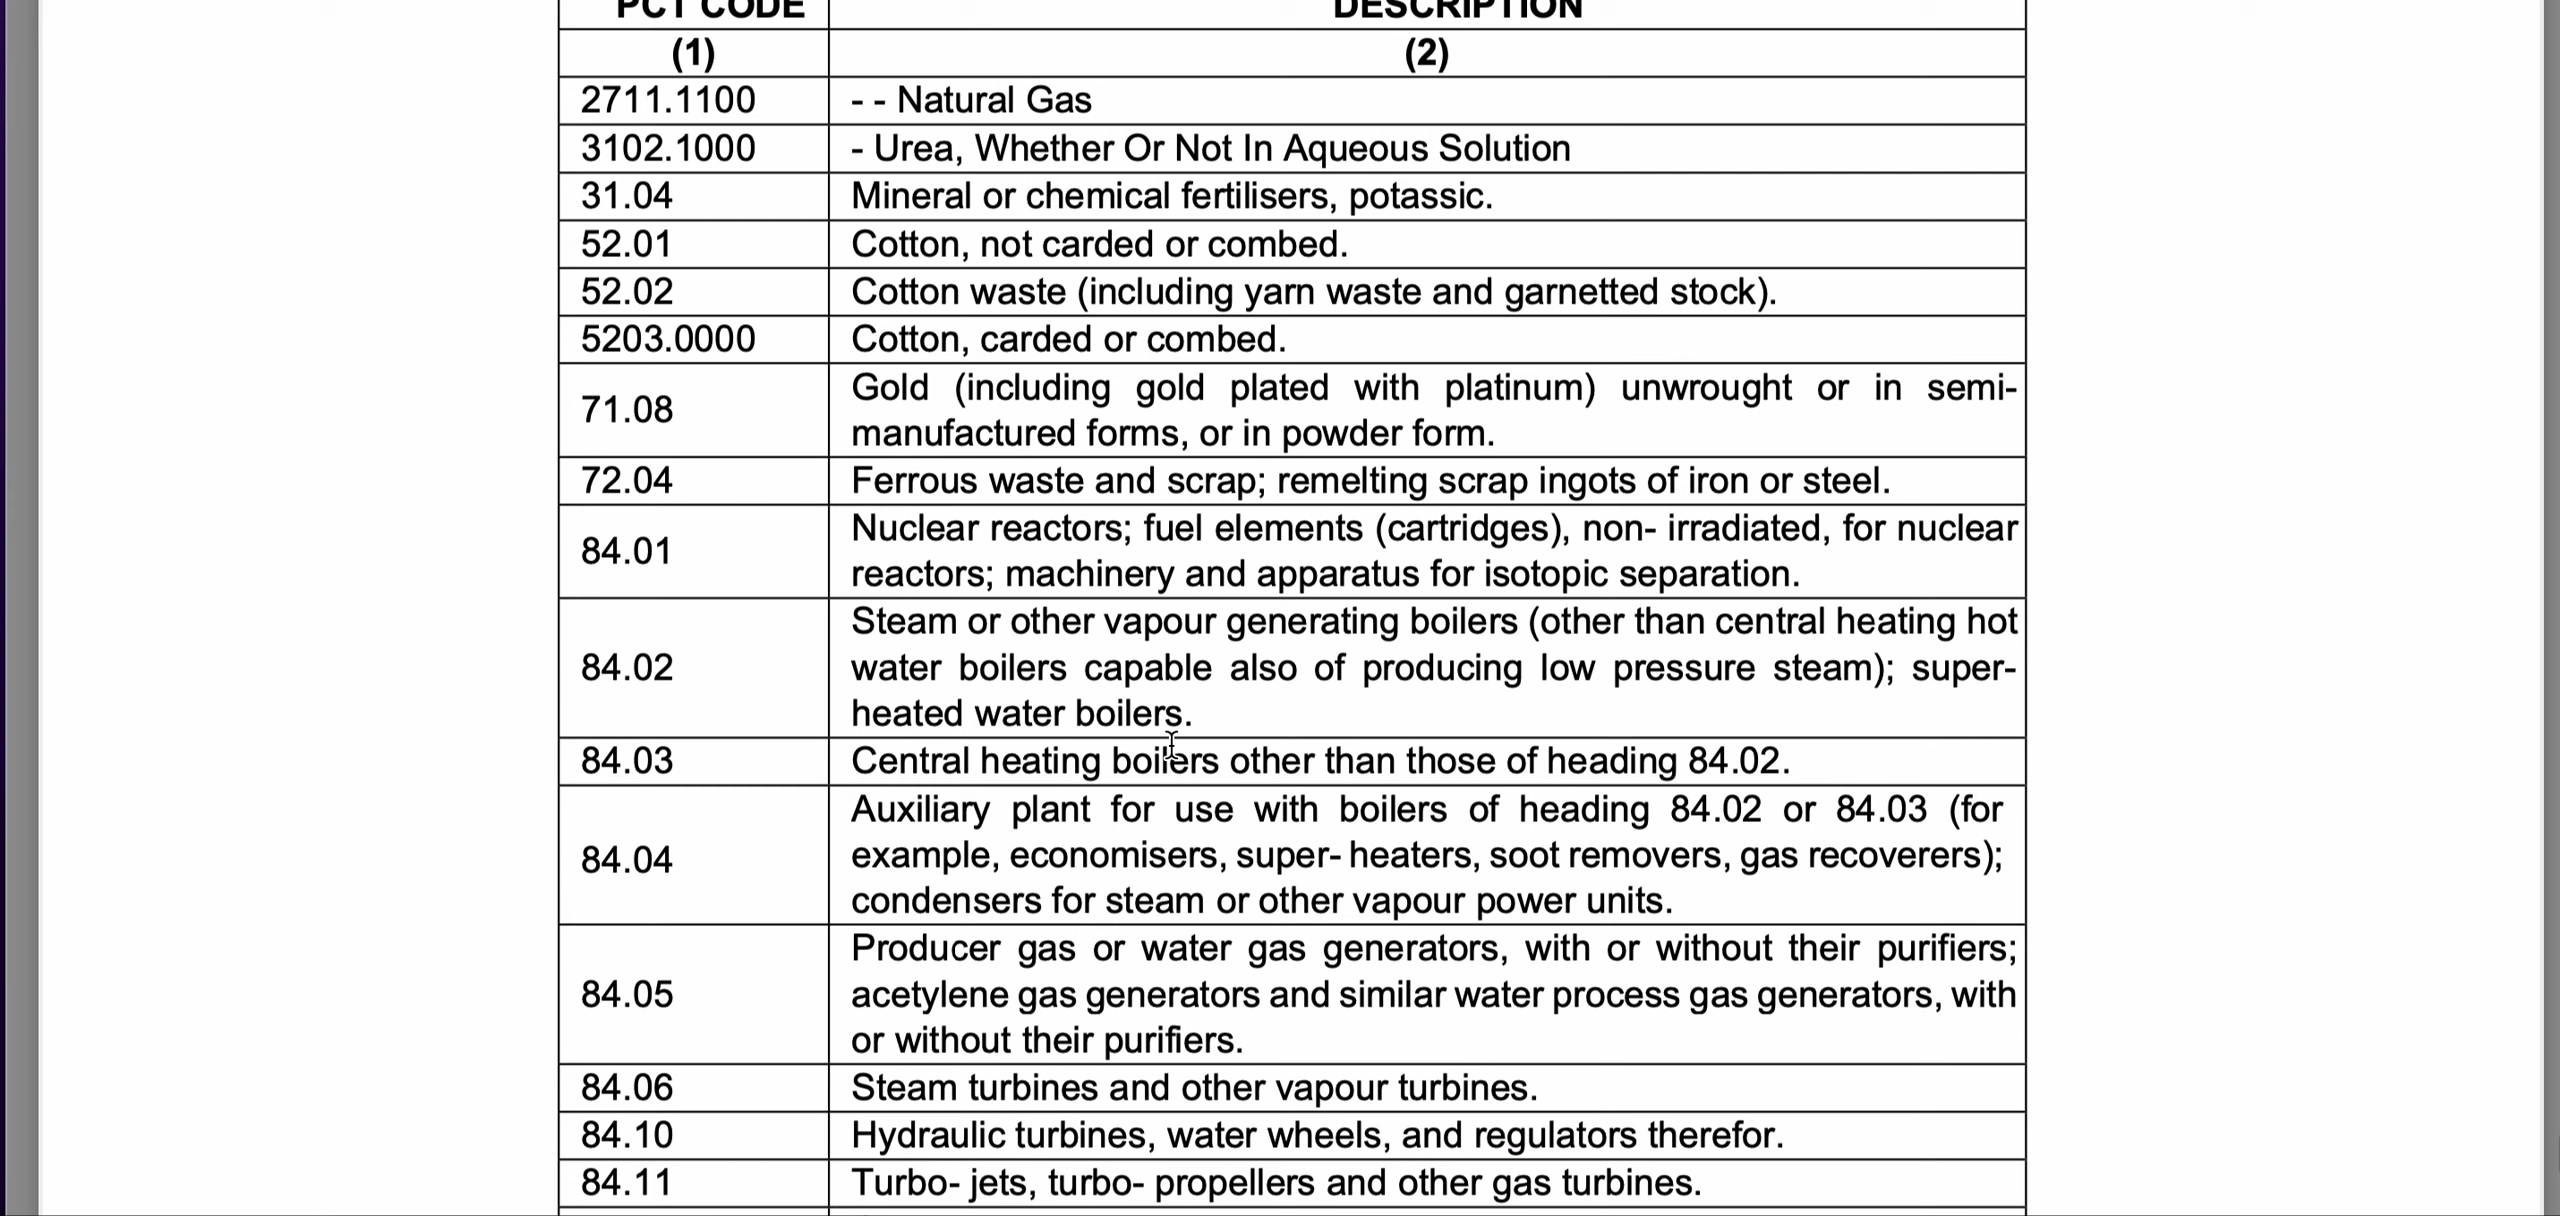 PCT CODE DESCRIPTION
(1) (2)
2711.1100 - - Natural Gas
3102.1000 - Urea, Whether Or Not In Aqueous Solution
31.04 Mineral or chemical fertilisers, potassic.
52.01 Cotton, not carded or combed.
52.02 Cotton waste (including yarn waste and garnetted stock).
5203.0000 Cotton, carded or combed.
71.08 Gold (including gold plated with platinum) unwrought or in semi-
manufactured forms, or in powder form.
72.04 Ferrous waste and scrap; remelting scrap ingots of iron or steel.
84.01 Nuclear reactors; fuel elements (cartridges), non- irradiated, for nuclear
reactors; machinery and apparatus for isotopic separation.
84.02 Steam or other vapour generating boilers (other than central heating hot
water boilers capable also of producing low pressure steam); super-
heated water boilers.
84.03 Central heating boilers other than those of heading 84.02.
84.04 Auxiliary plant for use with boilers of heading 84.02 or 84.03 (for
example, economisers, super- heaters, soot removers, gas recoverers);
condensers for steam or other vapour power units.
84.05 Producer gas or water gas generators, with or without their purifiers;
acetylene gas generators and similar water process gas generators, with
or without their purifiers.
84.06 Steam turbines and other vapour turbines.
84.10 Hydraulic turbines, water wheels, and regulators therefor.
84.11 Turbo- jets, turbo- propellers and other gas turbines.